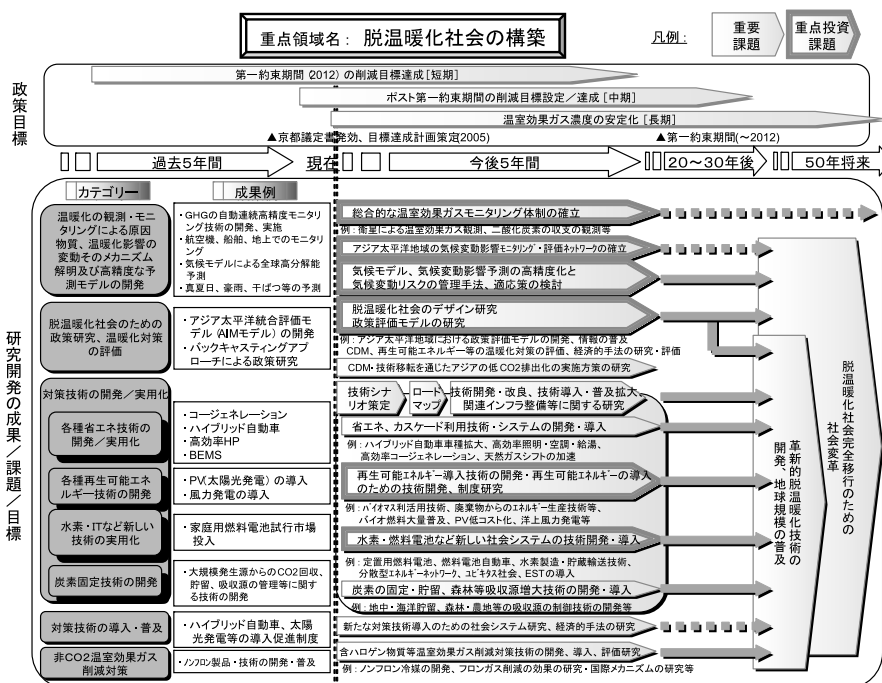 重点領域名： 脱温暖化社会の構築
凡例：
重要
課題
重点投資
課題
政策目標
第一約束期間（2012）の削減目標達成［短期］
ポスト第一約束期間の削減目標設定／達成［中期］
温室効果ガス濃度の安定化［長期］
▲京都議定書発効、目標達成計画策定(2005)
▲第一約束期間(～2012)
過去5年間
現在
今後5年間
20～30年後
50年将来
研究開発の成果／課題／目標
カテゴリー
成果例
温暖化の観測・モニ
タリングによる原因
物質、温暖化影響の
変動そのメカニズム
解明及び高精度な予
測モデルの開発
・GHGの自動連続高精度モニタリ
ング技術の開発、実施
・航空機、船舶、地上でのモニタリ
ング
・気候モデルによる全球高分解能
予測
・真夏日、豪雨、干ばつ等の予測
総合的な温室効果ガスモニタリング体制の確立
例：衛星による温室効果ガス観測、二酸化炭素の収支の観測等
アジア太平洋地域の気候変動影響モニタリング・評価ネットワークの確立
気候モデル、気候変動影響予測の高精度化と
気候変動リスクの管理手法、適応策の検討
脱温暖化社会のための
政策研究、温暖化対策
の評価
・アジア太平洋統合評価モ
デル（AIMモデル）の開発
・バックキャスティングアプ
ローチによる政策研究
脱温暖化社会のデザイン研究
政策評価モデルの研究
例：アジア太平洋地域における政策評価モデルの開発、情報の普及
CDM、再生可能エネルギー等の温暖化対策の評価、経済的手法の研究・評価
CDM・技術移転を通じたアジアの低CO2排出化の実施方策の研究
対策技術の開発／実用化
技術シナ
リオ策定
ロード
マップ
技術開発・改良、技術導入・普及拡大、
関連インフラ整備等に関する研究
各種省エネ技術の
開発／実用化
・コージェネレーション
・ハイブリッド自動車
・高効率HP
・BEMS
省エネ、カスケード利用技術・システムの開発・導入
例：ハイブリッド自動車車種拡大、高効率照明・空調・給湯、
高効率コージェネレーション、天然ガスシフトの加速
各種再生可能エネ
ルギー技術の開発
・PV(太陽光発電）の導入
・風力発電の導入
再生可能エネルギー導入技術の開発・再生可能エネルギーの導入
のための技術開発、制度研究
例：バイオマス利活用技術、廃棄物からのエネルギー生産技術等、
バイオ燃料大量普及、PV低コスト化、洋上風力発電等
水素・ITなど新しい
技術の実用化
・家庭用燃料電池試行市場
投入
水素・燃料電池など新しい社会システムの技術開発・導入
例：定置用燃料電池、燃料電池自動車、水素製造・貯蔵輸送技術、
分散型エネルギーネットワーク、ユビキタス社会、ESTの導入
炭素固定技術の開発
・大規模発生源からのCO2回収、
貯留、吸収源の管理等に関す
る技術の開発
炭素の固定・貯留、森林等吸収源増大技術の開発・導入
例：地中・海洋貯留、森林・農地等の吸収源の制御技術の開発等
対策技術の導入・普及
・ハイブリッド自動車、太陽
光発電等の導入促進制度
新たな対策技術導入のための社会システム研究、経済的手法の研究
非CO2温室効果ガス
削減対策
・ノンフロン製品・技術の開発・普及
含ハロゲン物質等温室効果ガス削減対策技術の開発、導入、評価研究
例：ノンフロン冷媒の開発、フロンガス削減の効果の研究・国際メカニズムの研究等
革新的脱温暖化技術の
開発、地球規模の普及
脱温暖化社会完全移行のための
社会変革